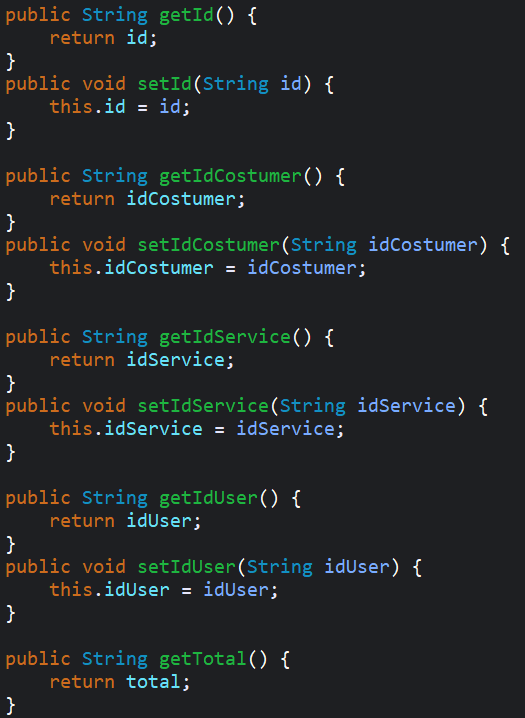 public String getId() {
    return id;
}
public void setId(String id) {
    this.id = id;
}

public String getIdCostumer() {
    return idCostumer;
}
public void setIdCostumer(String idCostumer) {
    this.idCostumer = idCostumer;
}

public String getIdService() {
    return idService;
}
public void setIdService(String idService) {
    this.idService = idService;
}

public String getIdUser() {
    return idUser;
}
public void setIdUser(String idUser) {
    this.idUser = idUser;
}

public String getTotal() {
    return total;
}